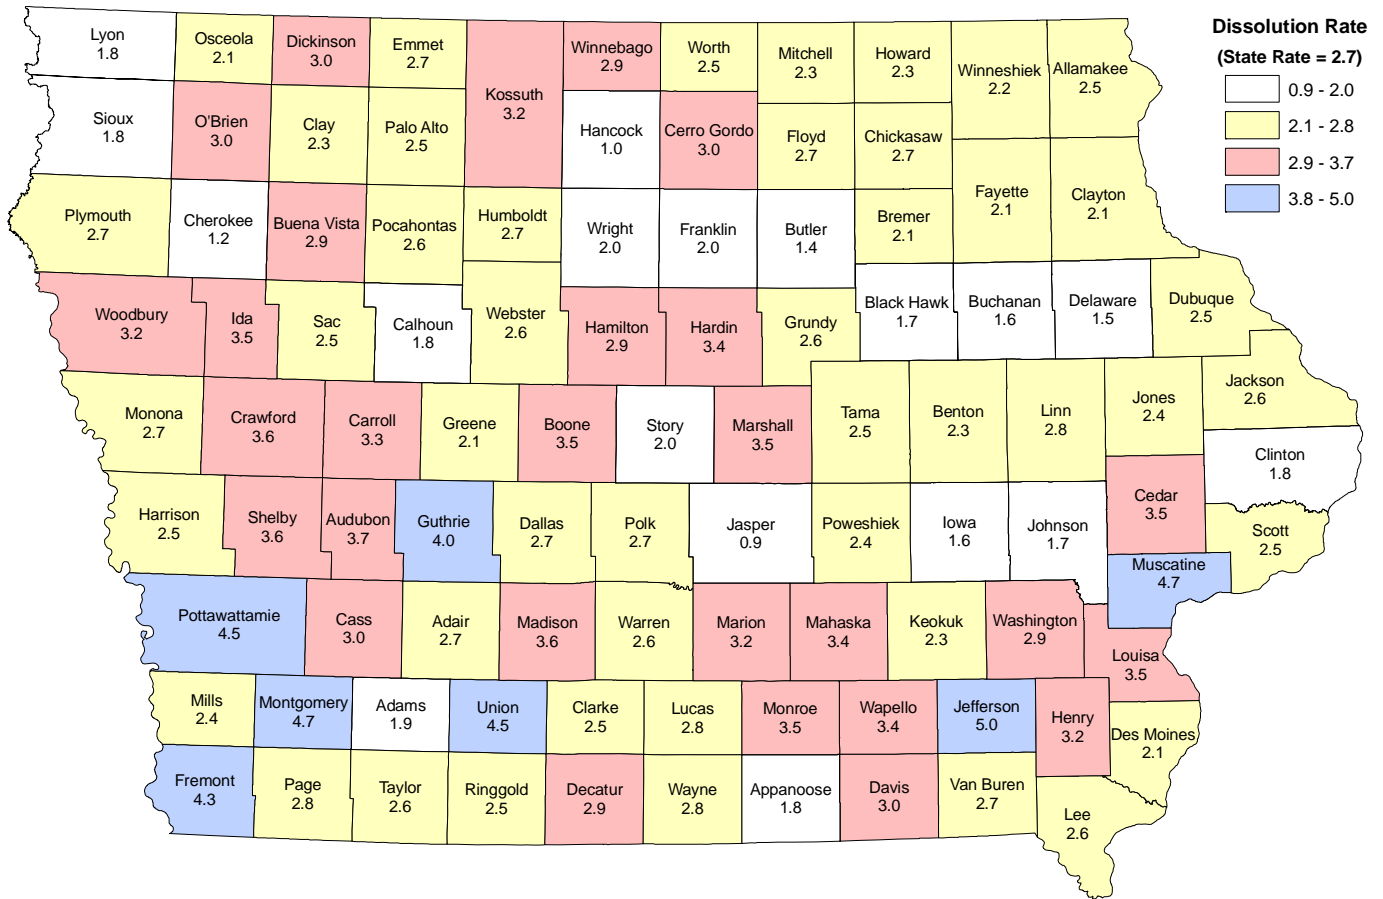 Dissolution Rate
(State Rate = 2.7)
0.9 - 2.0
2.1 - 2.8
2.9 - 3.7
3.8 - 5.0
Lyon
1.8
Osceola
2.1
Dickinson
3.0
Emmet
2.7
Kossuth
3.2
Winnebago
2.9
Worth
2.5
Mitchell
2.3
Howard
2.3
Winneshiek
2.2
Allamakee
2.5
Sioux
1.8
O'Brien
3.0
Clay
2.3
Palo Alto
2.5
Hancock
1.0
Cerro Gordo
3.0
Floyd
2.7
Chickasaw
2.7
Fayette
2.1
Clayton
2.1
Plymouth
2.7
Cherokee
1.2
Buena Vista
2.9
Pocahontas
2.6
Humboldt
2.7
Wright
2.0
Franklin
2.0
Butler
1.4
Bremer
2.1
Woodbury
3.2
Ida
3.5
Sac
2.5
Calhoun
1.8
Webster
2.6
Hamilton
2.9
Hardin
3.4
Grundy
2.6
Black Hawk
1.7
Buchanan
1.6
Delaware
1.5
Dubuque
2.5
Monona
2.7
Crawford
3.6
Carroll
3.3
Greene
2.1
Boone
3.5
Story
2.0
Marshall
3.5
Tama
2.5
Benton
2.3
Linn
2.8
Jones
2.4
Jackson
2.6
Clinton
1.8
Harrison
2.5
Shelby
3.6
Audubon
3.7
Guthrie
4.0
Dallas
2.7
Polk
2.7
Jasper
0.9
Poweshiek
2.4
Iowa
1.6
Johnson
1.7
Cedar
3.5
Scott
2.5
Muscatine
4.7
Pottawattamie
4.5
Cass
3.0
Adair
2.7
Madison
3.6
Warren
2.6
Marion
3.2
Mahaska
3.4
Keokuk
2.3
Washington
2.9
Louisa
3.5
Mills
2.4
Montgomery
4.7
Adams
1.9
Union
4.5
Clarke
2.5
Lucas
2.8
Monroe
3.5
Wapello
3.4
Jefferson
5.0
Henry
3.2
Des Moines
2.1
Fremont
4.3
Page
2.8
Taylor
2.6
Ringgold
2.5
Decatur
2.9
Wayne
2.8
Appanoose
1.8
Davis
3.0
Van Buren
2.7
Lee
2.6